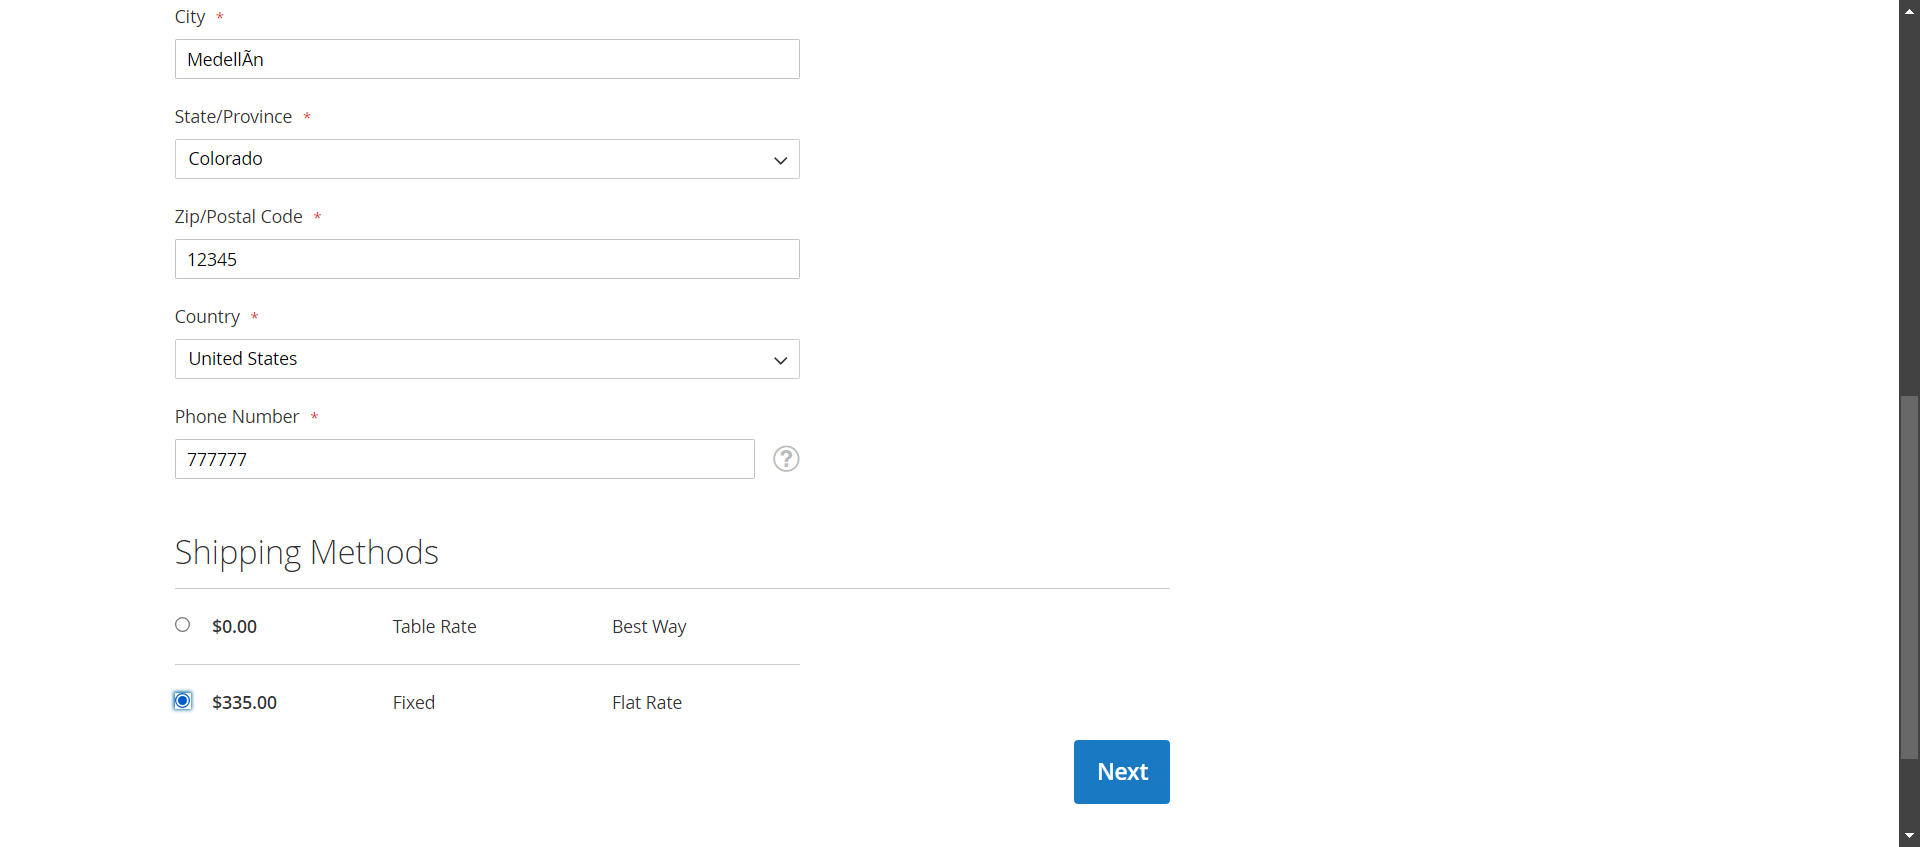 City *
MedellÃn
State/Province *
Colorado
Zip/Postal Code *
12345
Country *
United States
Phone Number *
777777
?
Shipping Methods
$0.00 Table Rate Best Way
$335.00 Fixed Flat Rate
Next